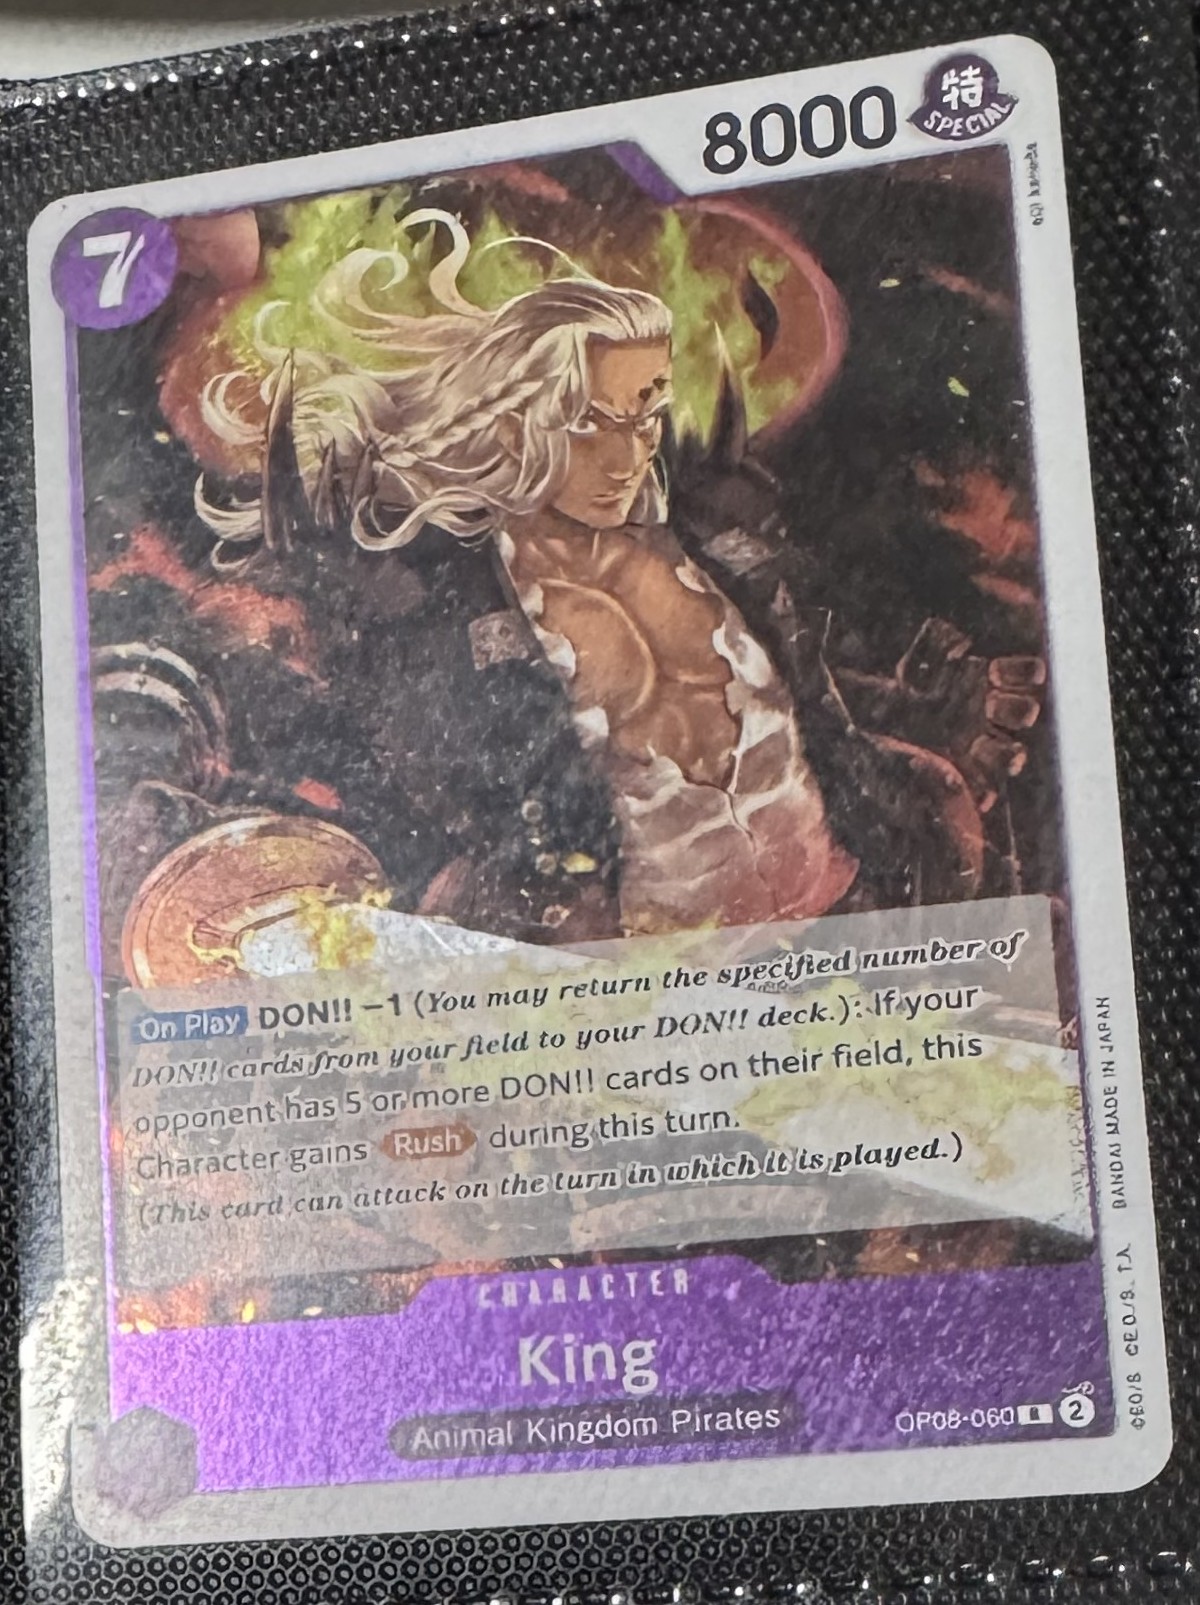 8000
特
SPECIAL
7
On Play DON!! −1 (You may return the specified number of
DON!! cards from your field to your DON!! deck.): If your
opponent has 5 or more DON!! cards on their field, this
Character gains Rush during this turn.
(This card can attack on the turn in which it is played.)
CHARACTER
King
Animal Kingdom Pirates
OP08-060 R 2
BANDAI MADE IN JAPAN